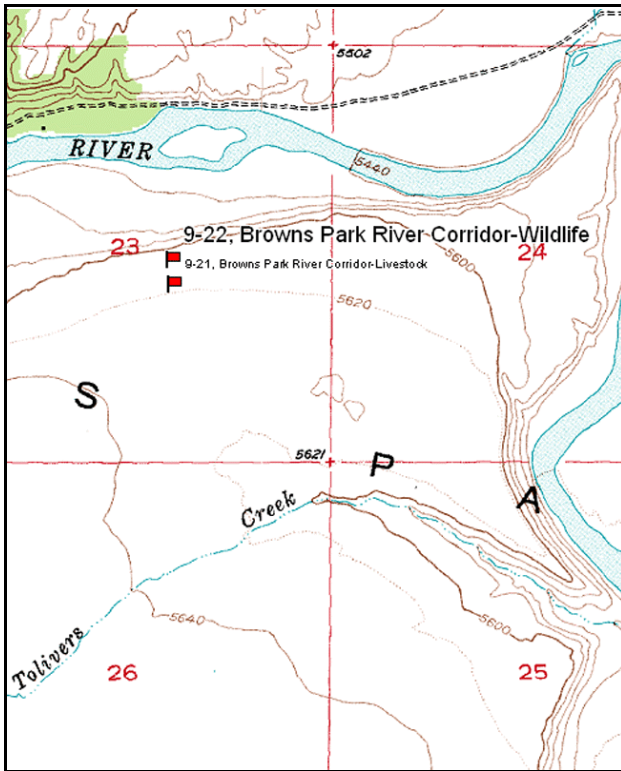 5502
RIVER
5440
9-22, Browns Park River Corridor-Wildlife
23
24
5600
9-21, Browns Park River Corridor-Livestock
5620
S
5621
P
A
Creek
5640
5600
Tolivers
26
25